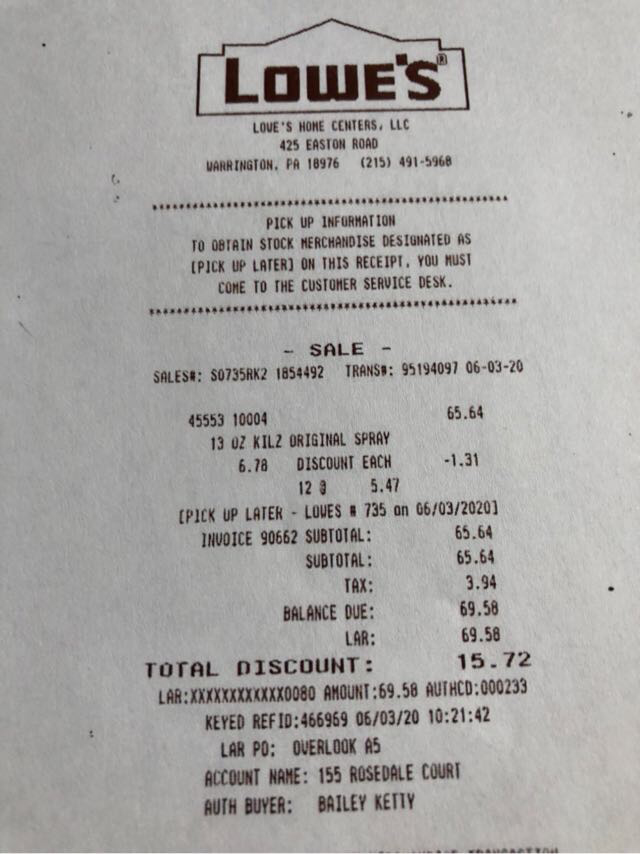 LOWE'S®
LOWE'S HOME CENTERS, LLC
425 EASTON ROAD
WARRINGTON, PA 18976 (215) 491-5968
PICK UP INFORMATION
TO OBTAIN STOCK MERCHANDISE DESIGNATED AS
[PICK UP LATER] ON THIS RECEIPT, YOU MUST
COME TO THE CUSTOMER SERVICE DESK.
- SALE -
SALES#: S0735RK2 1854492 TRANS#: 95194097 06-03-20
45553 10004 65.64
13 OZ KILZ ORIGINAL SPRAY
6.78 DISCOUNT EACH -1.31
12 @ 5.47
[PICK UP LATER - LOWES # 735 on 06/03/2020]
INVOICE 90662 SUBTOTAL: 65.64
SUBTOTAL: 65.64
TAX: 3.94
BALANCE DUE: 69.58
LAR: 69.58
TOTAL DISCOUNT: 15.72
LAR:XXXXXXXXXXXX0080 AMOUNT:69.58 AUTHCD:000233
KEYED REFID:466969 06/03/20 10:21:42
LAR PO: OVERLOOK A5
ACCOUNT NAME: 155 ROSEDALE COURT
AUTH BUYER: BAILEY KETTY